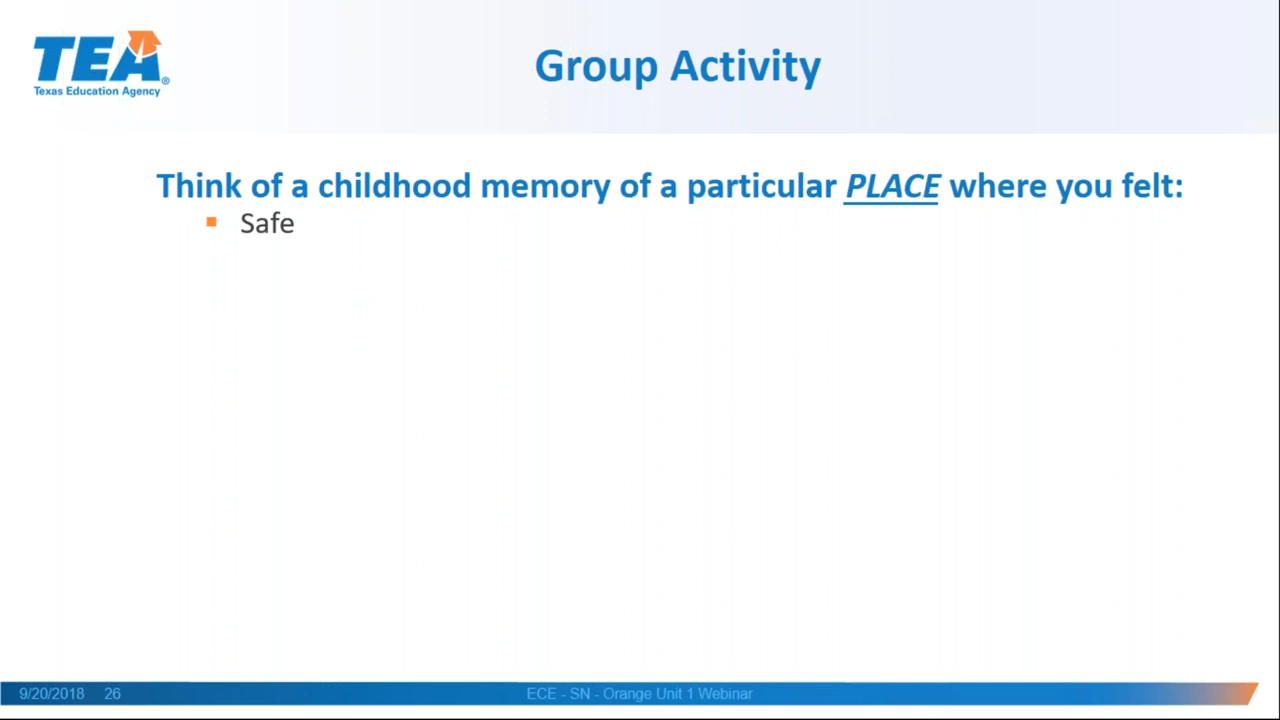 TEA®
Texas Education Agency
Group Activity
Think of a childhood memory of a particular PLACE where you felt:
▪ Safe
9/20/2018 26 ECE - SN - Orange Unit 1 Webinar